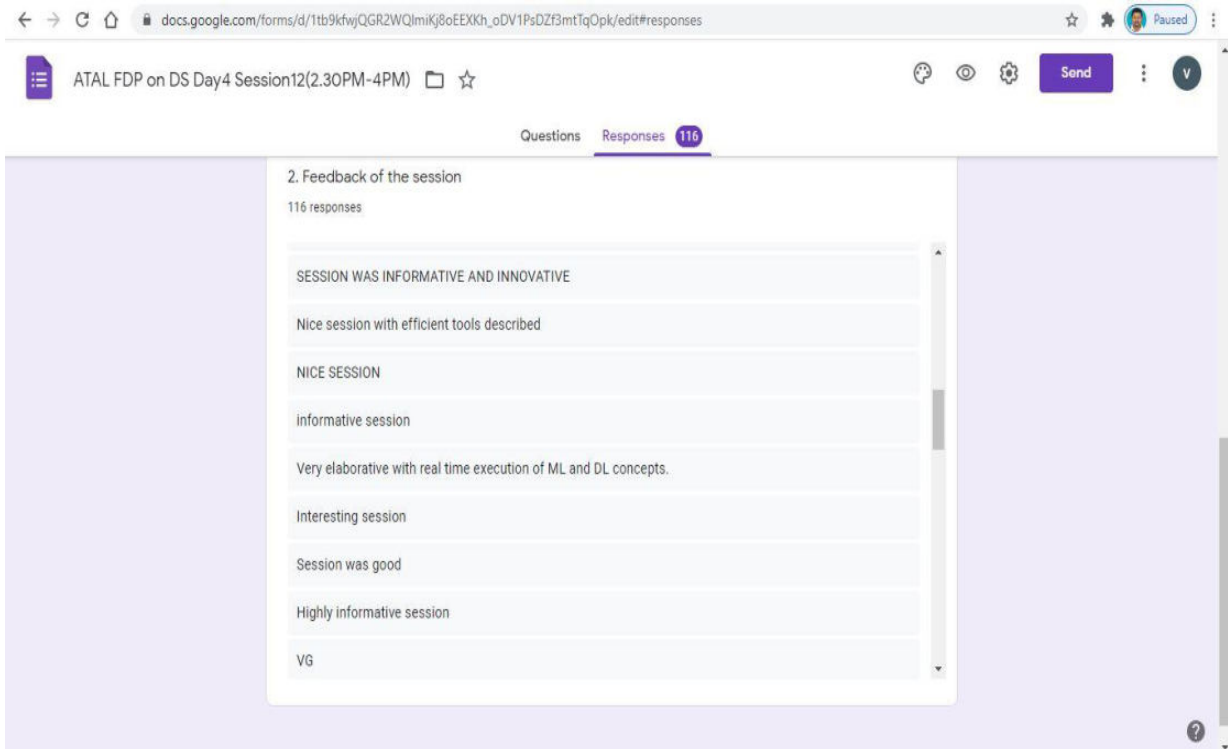 docs.google.com/forms/d/1tb9kfwjQGR2WQlmiKj8oEEXKh_oDV1PsDZf3mtTqOpk/edit#responses
Paused
ATAL FDP on DS Day4 Session12(2.30PM-4PM)
Send
V
Questions Responses 116
2. Feedback of the session
116 responses
SESSION WAS INFORMATIVE AND INNOVATIVE
Nice session with efficient tools described
NICE SESSION
informative session
Very elaborative with real time execution of ML and DL concepts.
Interesting session
Session was good
Highly informative session
VG